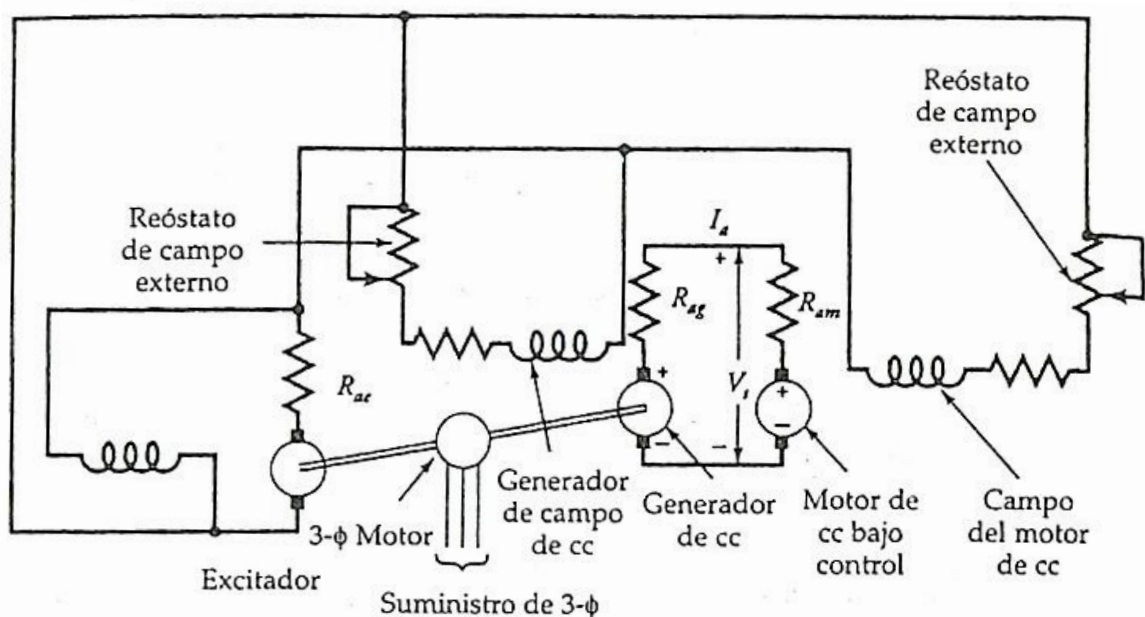 Reóstato
de campo
externo
Reóstato
de campo
externo
I_a
+
R_ag
R_am
V_t
+
−
−
+
−
R_ae
3-ϕ Motor
Excitador
Suministro de 3-ϕ
Generador
de campo
de cc
Generador
de cc
Motor de
cc bajo
control
Campo
del motor
de cc